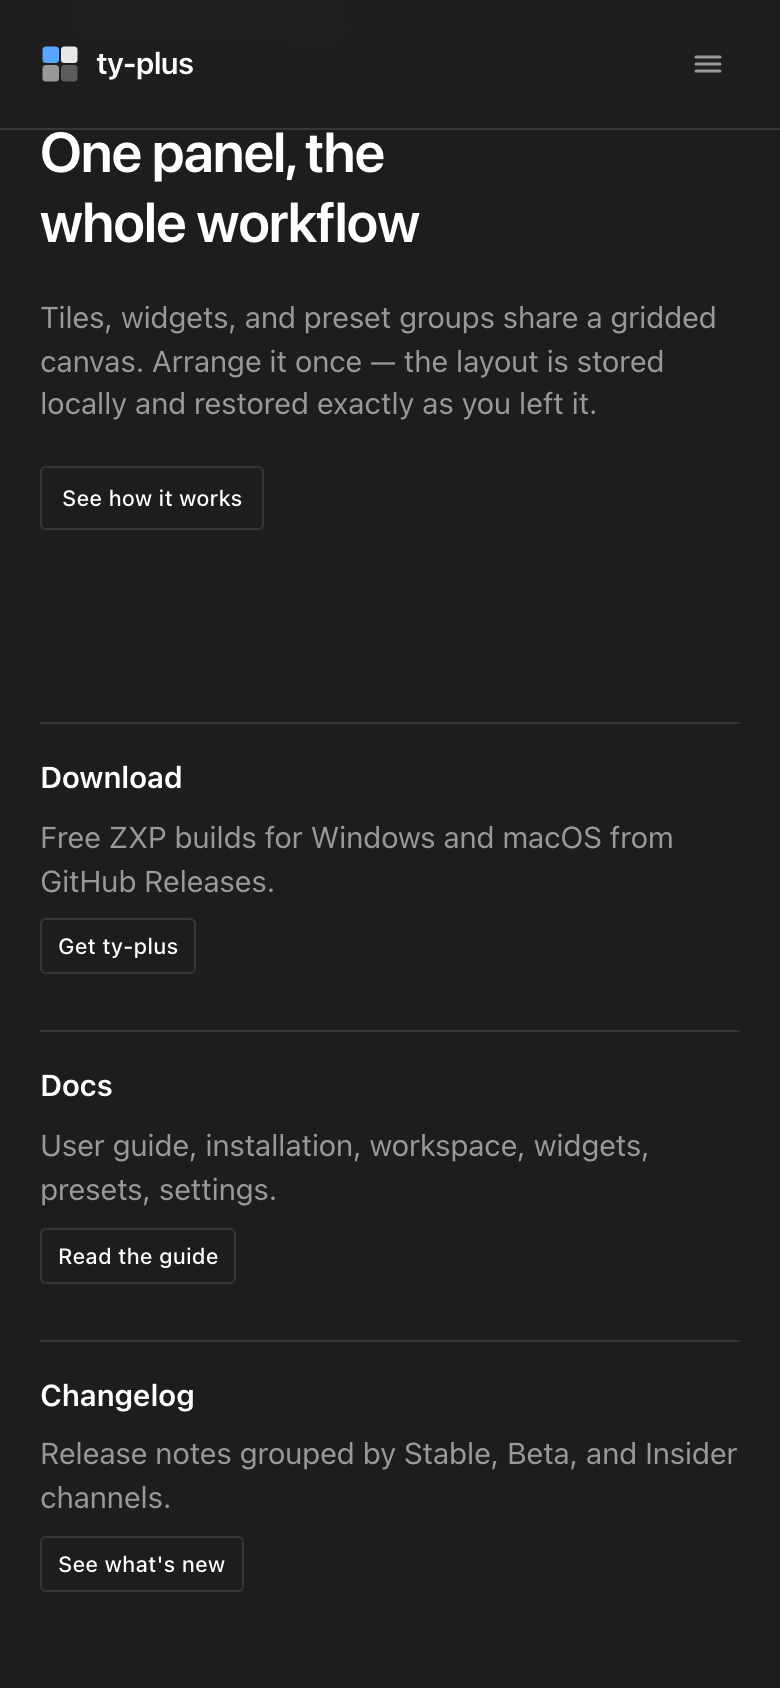 ty-plus
One panel, the
whole workflow
Tiles, widgets, and preset groups share a gridded
canvas. Arrange it once — the layout is stored
locally and restored exactly as you left it.
See how it works
Download
Free ZXP builds for Windows and macOS from
GitHub Releases.
Get ty-plus
Docs
User guide, installation, workspace, widgets,
presets, settings.
Read the guide
Changelog
Release notes grouped by Stable, Beta, and Insider
channels.
See what's new